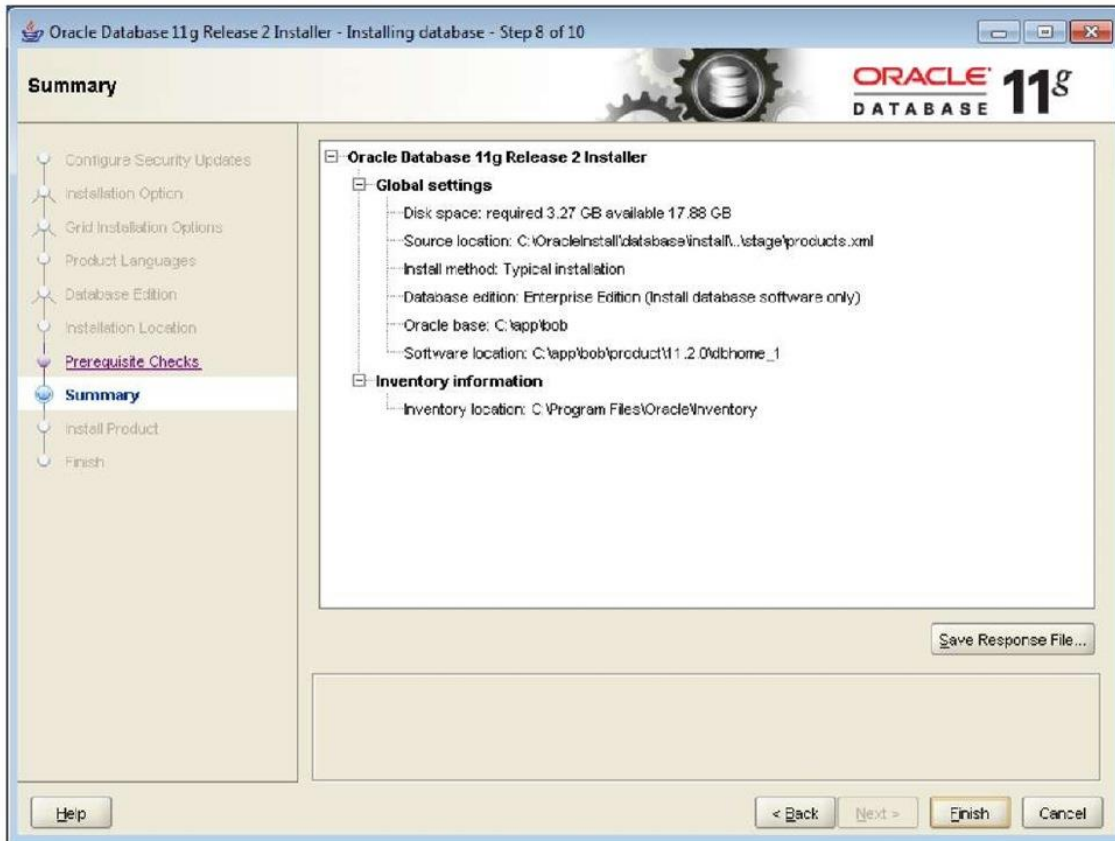 Oracle Database 11g Release 2 Installer - Installing database - Step 8 of 10
Summary
ORACLE
DATABASE
11g
Configure Security Updates
Installation Option
Grid Installation Options
Product Languages
Database Edition
Installation Location
Prerequisite Checks
Summary
Install Product
Finish
Oracle Database 11g Release 2 Installer
Global settings
Disk space: required 3.27 GB available 17.88 GB
Source location: C:\OracleInstall\database\install\..\stage\products.xml
Install method: Typical installation
Database edition: Enterprise Edition (Install database software only)
Oracle base: C:\app\bob
Software location: C:\app\bob\product\11.2.0\dbhome_1
Inventory information
Inventory location: C:\Program Files\Oracle\Inventory
Save Response File...
Help
< Back
Next >
Finish
Cancel